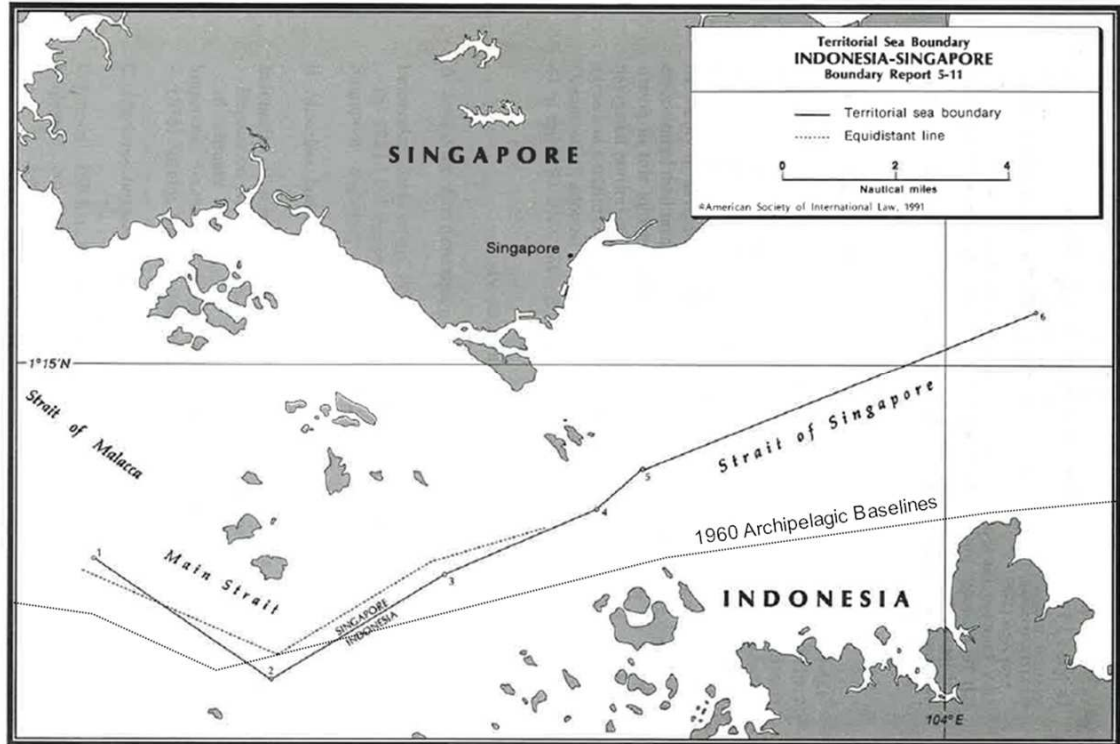 Territorial Sea Boundary
INDONESIA-SINGAPORE
Boundary Report 5-11
Territorial sea boundary
Equidistant line
0 2 4
Nautical miles
©American Society of International Law, 1991
SINGAPORE
Singapore
6
1°15'N
Strait of Malacca
Strait of Singapore
5
4
1960 Archipelagic Baselines
1
Main Strait
3
SINGAPORE
INDONESIA
INDONESIA
2
104°E